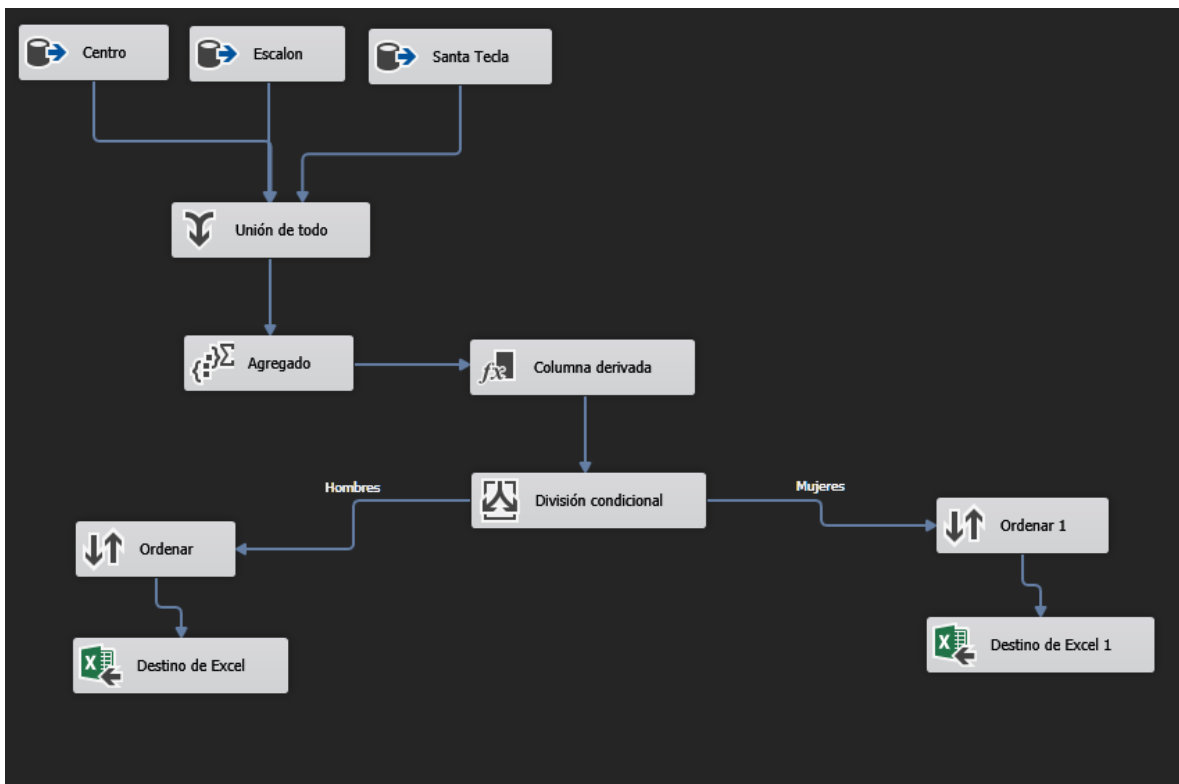 Centro
Escalon
Santa Tecla
Unión de todo
Agregado
Columna derivada
Hombres
División condicional
Mujeres
Ordenar
Ordenar 1
Destino de Excel
Destino de Excel 1